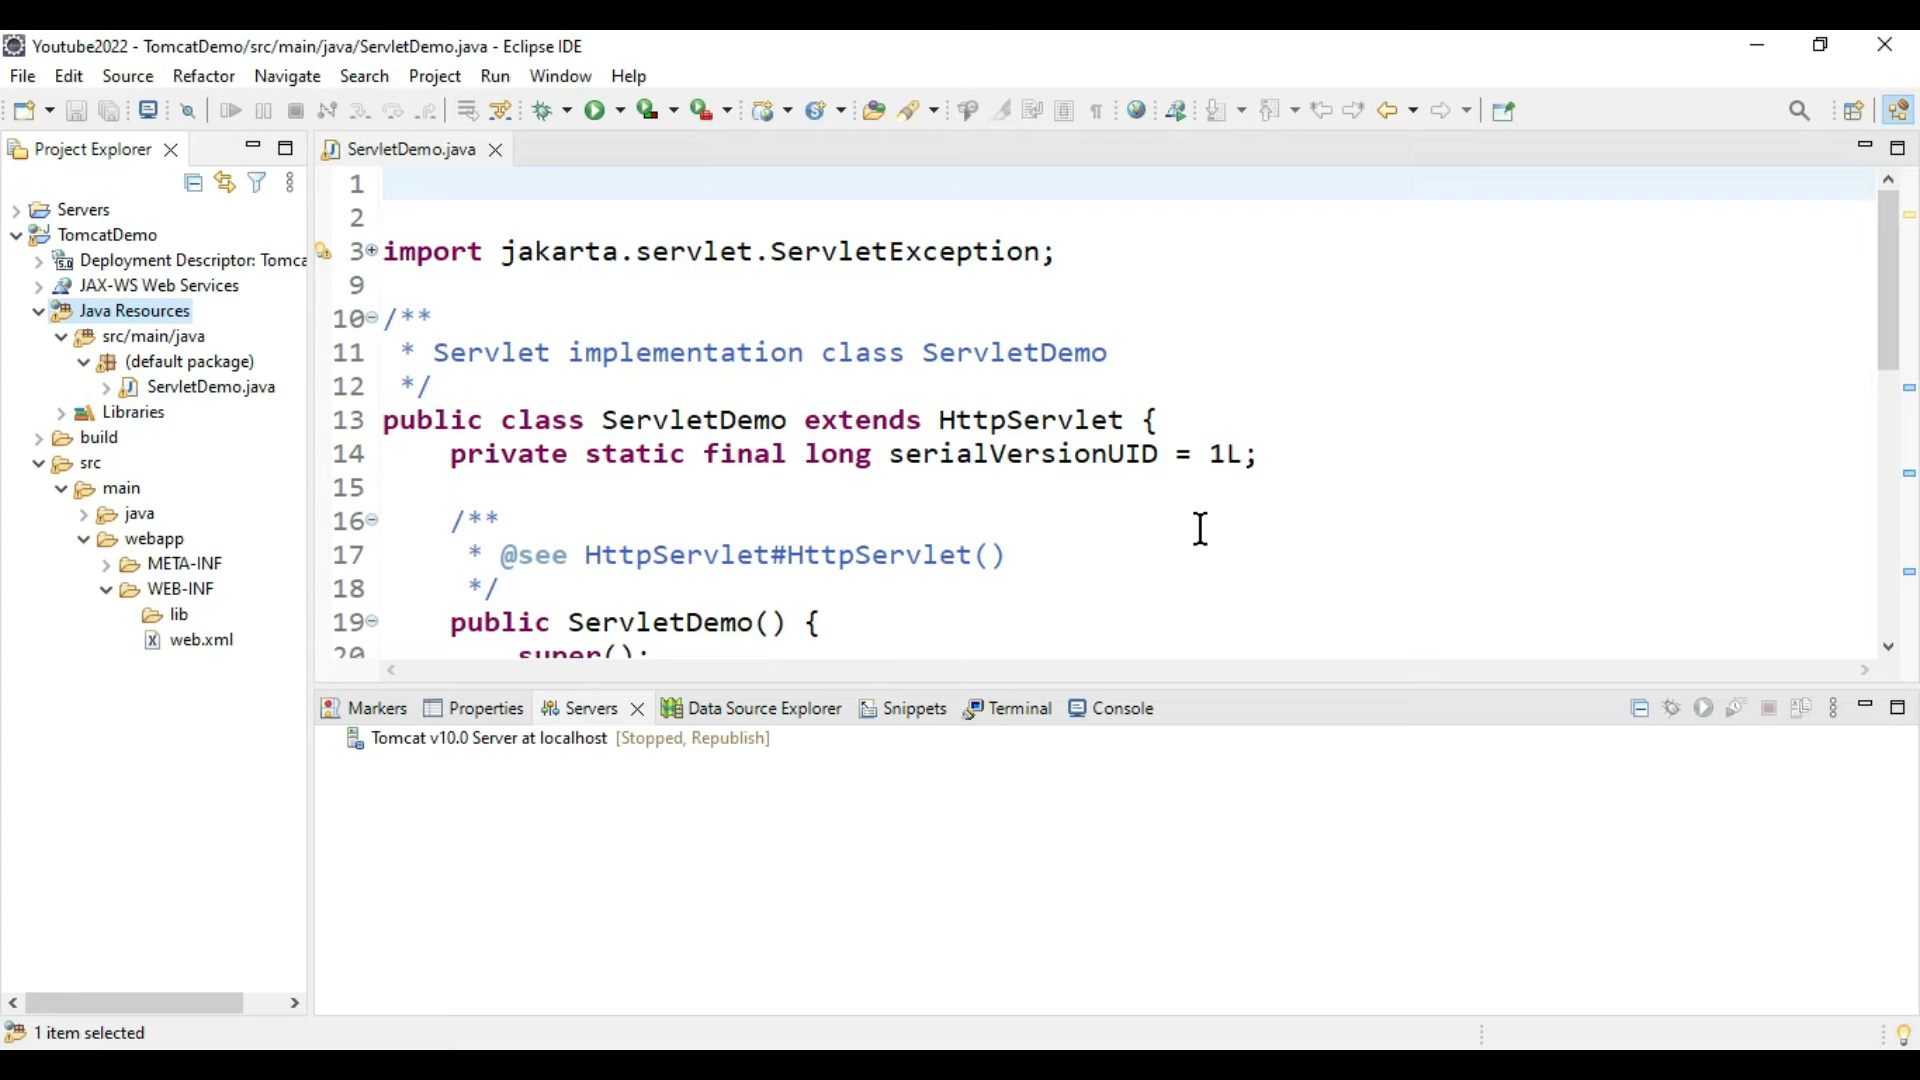 Youtube2022 - TomcatDemo/src/main/java/ServletDemo.java - Eclipse IDE
File Edit Source Refactor Navigate Search Project Run Window Help
Project Explorer
Servers
TomcatDemo
Deployment Descriptor: Tomca
JAX-WS Web Services
Java Resources
src/main/java
(default package)
ServletDemo.java
Libraries
build
src
main
java
webapp
META-INF
WEB-INF
lib
web.xml
ServletDemo.java
1
2
3 import jakarta.servlet.ServletException;
9
10 /**
11 * Servlet implementation class ServletDemo
12 */
13 public class ServletDemo extends HttpServlet {
14 private static final long serialVersionUID = 1L;
15
16 /**
17 * @see HttpServlet#HttpServlet()
18 */
19 public ServletDemo() {
20 super();
Markers Properties Servers Data Source Explorer Snippets Terminal Console
Tomcat v10.0 Server at localhost [Stopped, Republish]
1 item selected